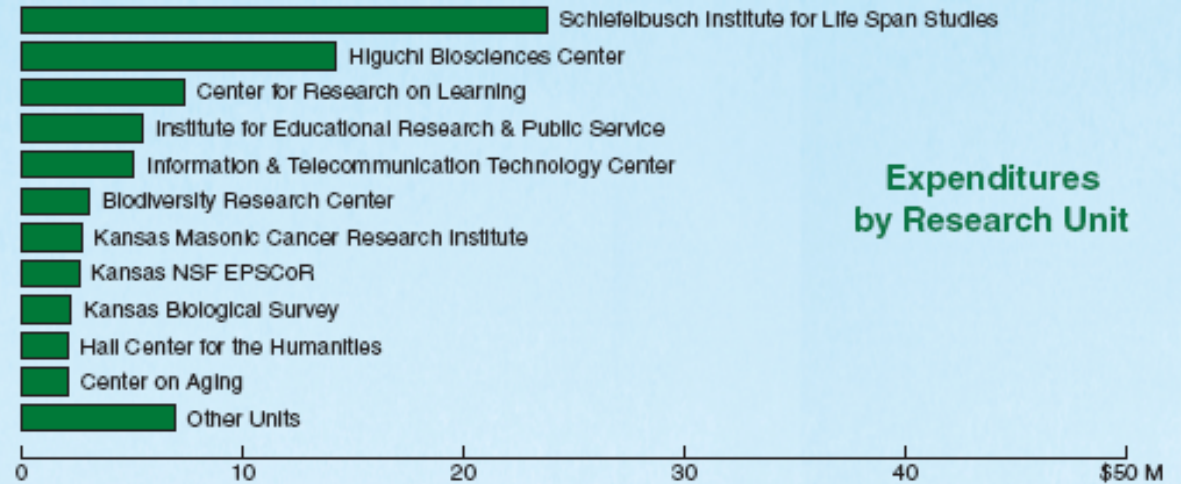 Schiefelbusch Institute for Life Span Studies
Higuchi Biosciences Center
Center for Research on Learning
Institute for Educational Research & Public Service
Information & Telecommunication Technology Center
Biodiversity Research Center
Kansas Masonic Cancer Research Institute
Kansas NSF EPSCoR
Kansas Biological Survey
Hall Center for the Humanities
Center on Aging
Other Units
Expenditures
by Research Unit
0 10 20 30 40 $50 M